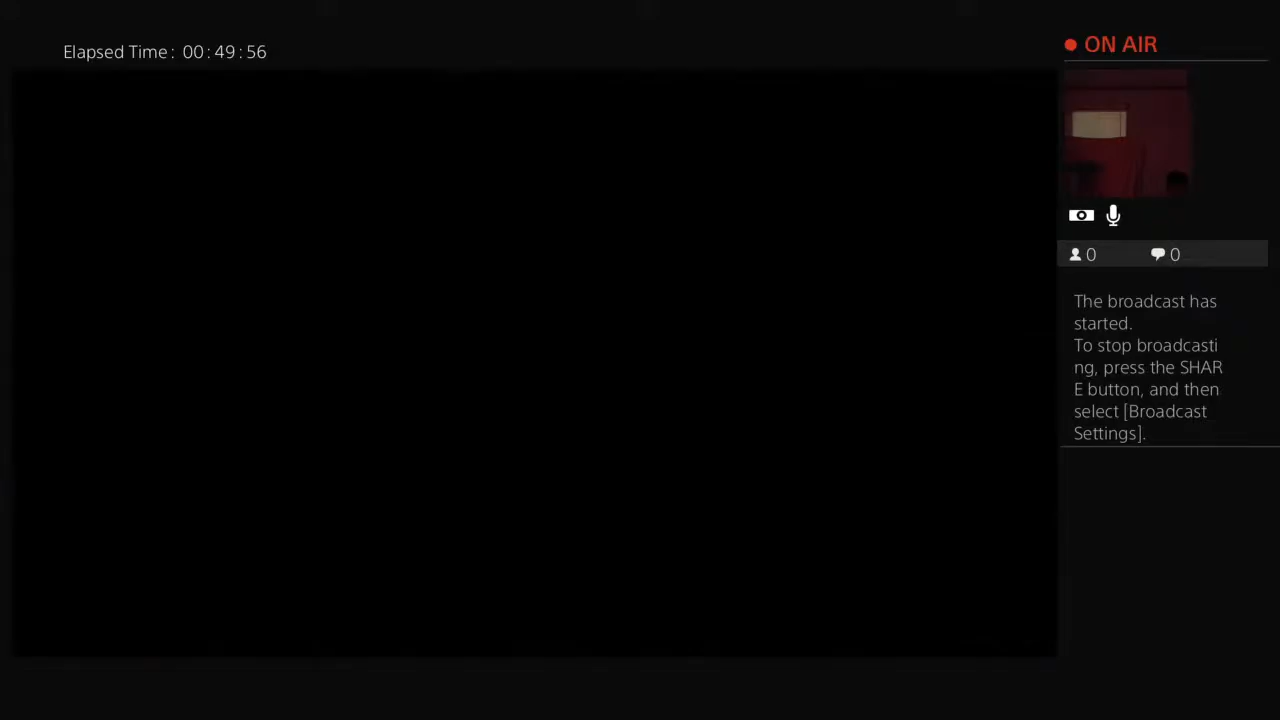 Elapsed Time: 00:49:56
ON AIR
0 0
The broadcast has
started.
To stop broadcasti
ng, press the SHAR
E button, and then
select [Broadcast
Settings].